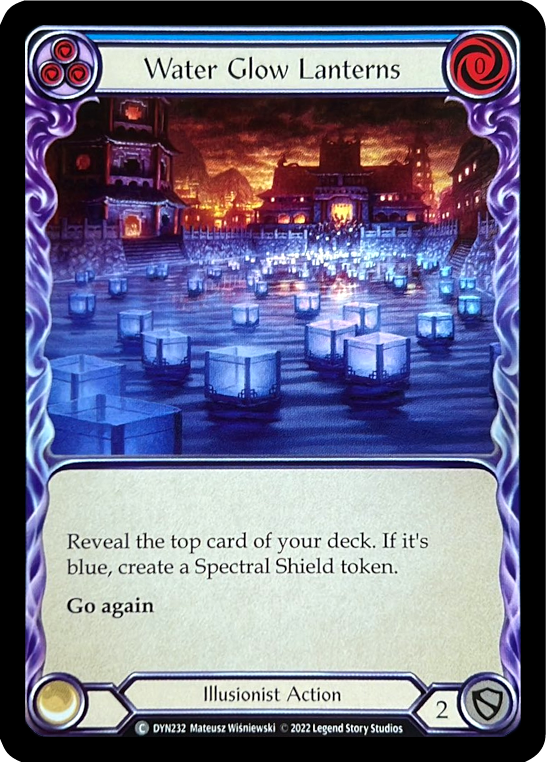 Water Glow Lanterns
0
Reveal the top card of your deck. If it's
blue, create a Spectral Shield token.
Go again
Illusionist Action
2
C DYN232 Mateusz Wiśniewski © 2022 Legend Story Studios